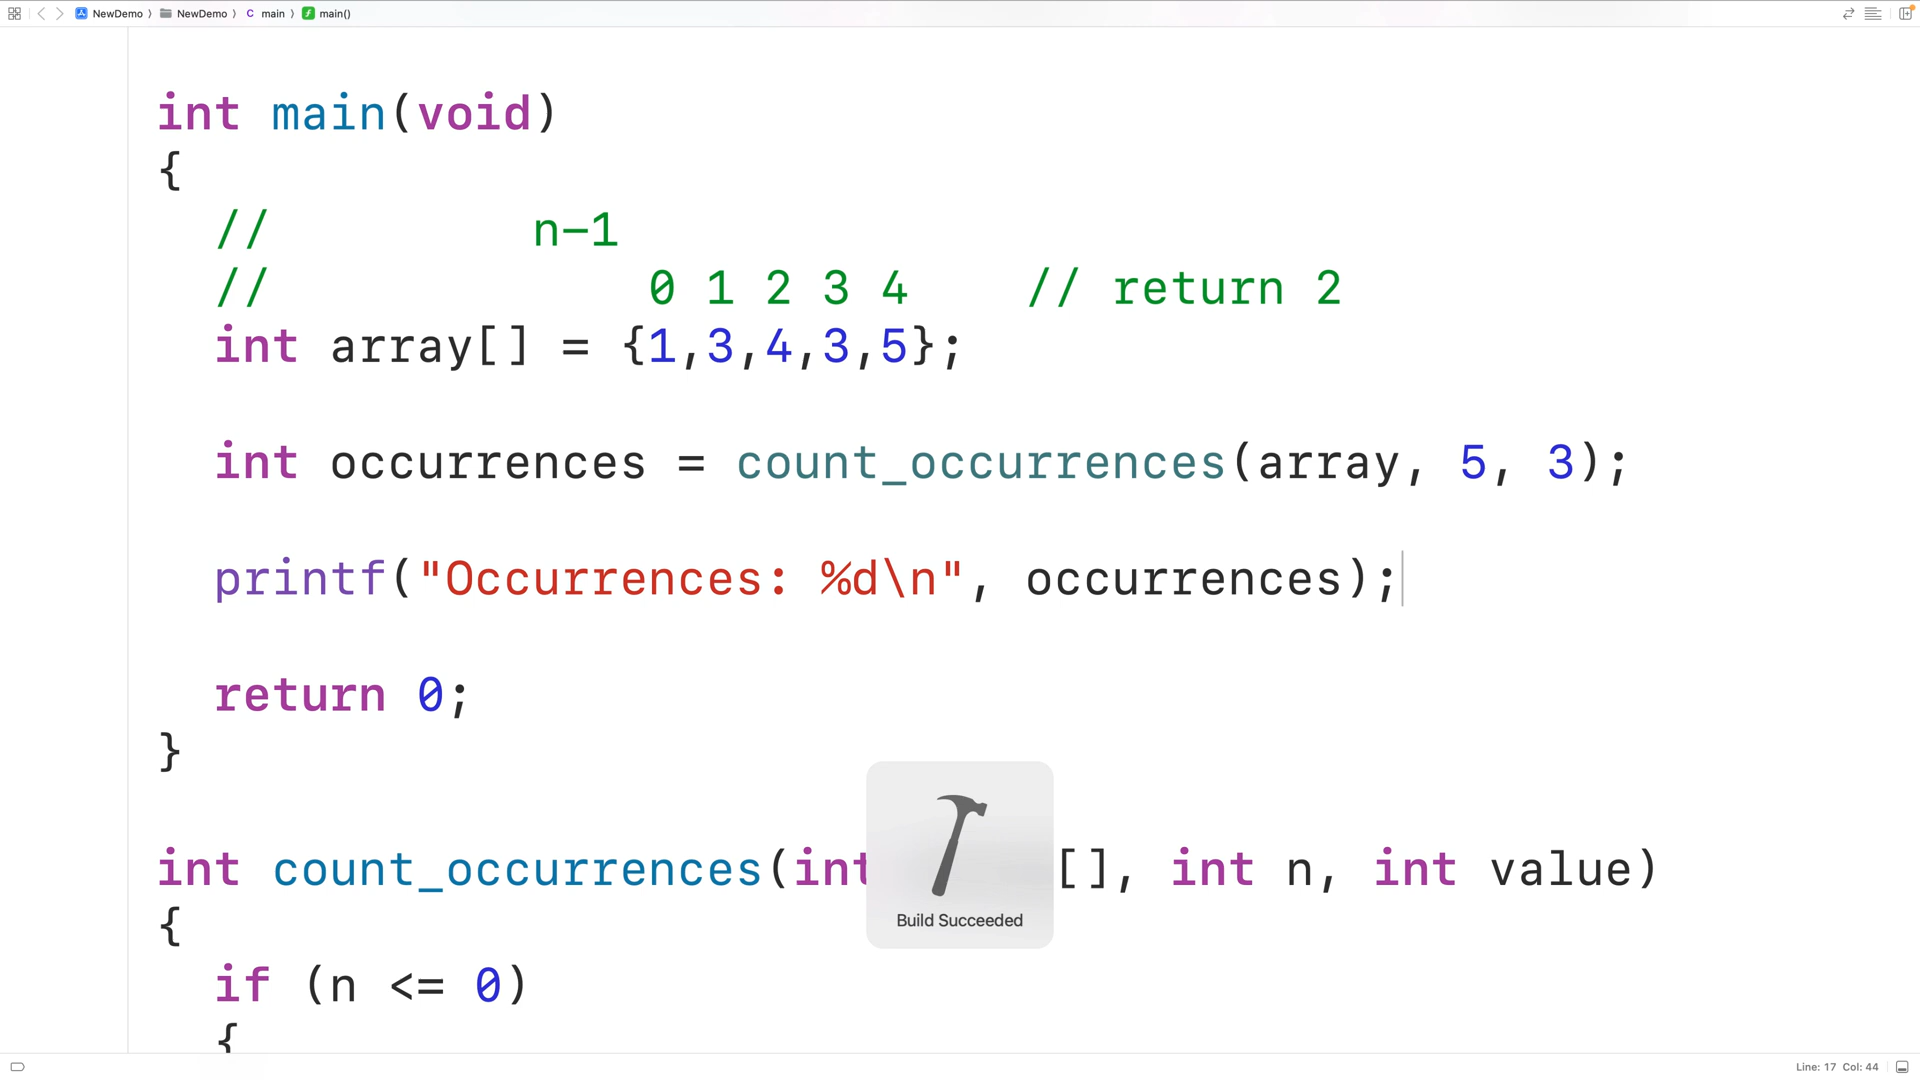 NewDemo 〉 NewDemo 〉 C main 〉 f main()
int main(void)
{
//         n-1
//             0 1 2 3 4    // return 2
int array[] = {1,3,4,3,5};
int occurrences = count_occurrences(array, 5, 3);
printf("Occurrences: %d\n", occurrences);
return 0;
}
int count_occurrences(int [], int n, int value)
{
if (n <= 0)
{
Build Succeeded
Line: 17 Col: 44